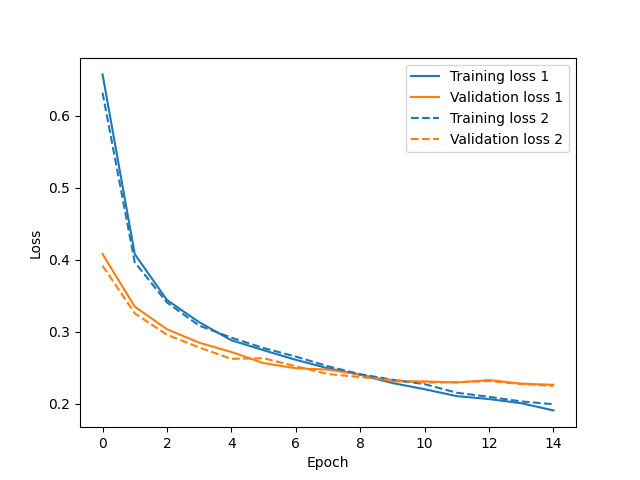 Training loss 1
Validation loss 1
Training loss 2
Validation loss 2
0.6
0.5
0.4
0.3
0.2
Loss
0 2 4 6 8 10 12 14
Epoch